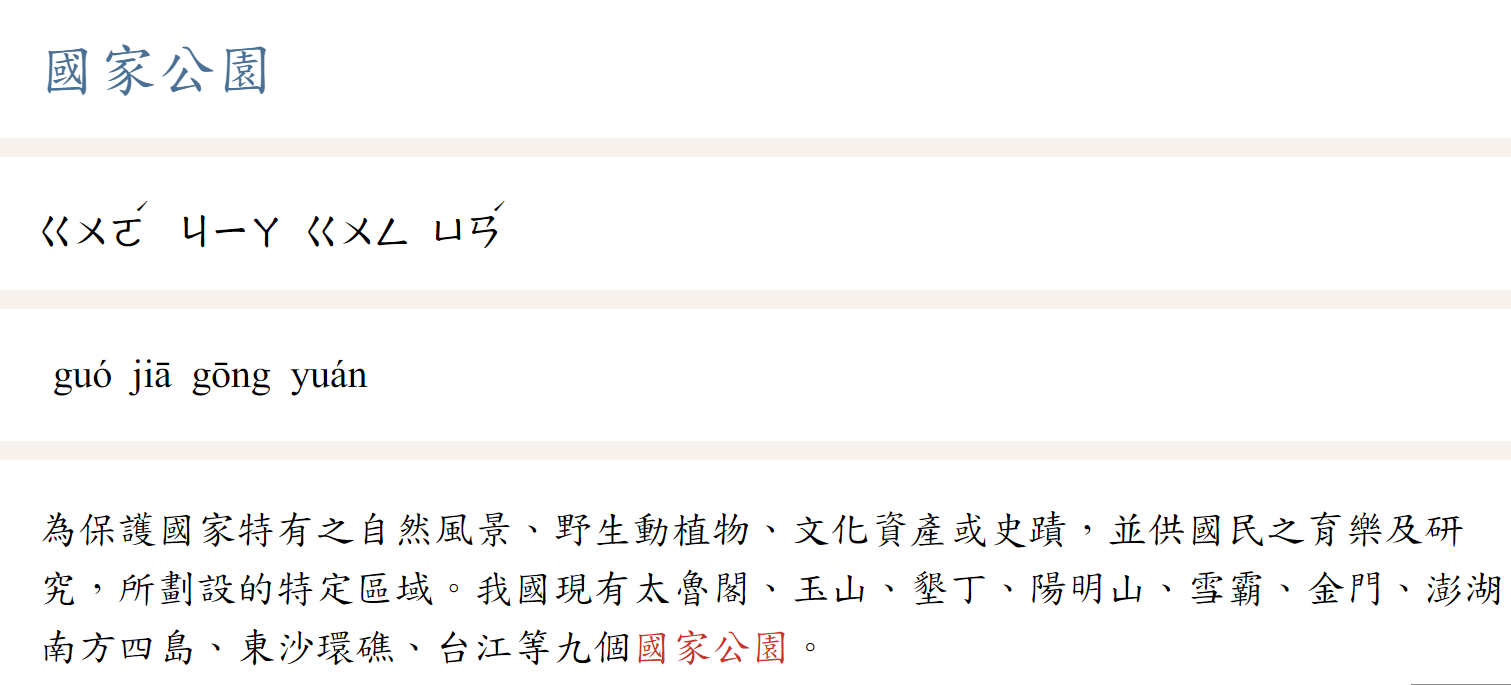 國家公園
ㄍㄨㄛˊ ㄐㄧㄚ ㄍㄨㄥ ㄩㄢˊ
guó jiā gōng yuán
為保護國家特有之自然風景、野生動植物、文化資產或史蹟，並供國民之育樂及研
究，所劃設的特定區域。我國現有太魯閣、玉山、墾丁、陽明山、雪霸、金門、澎湖
南方四島、東沙環礁、台江等九個國家公園。